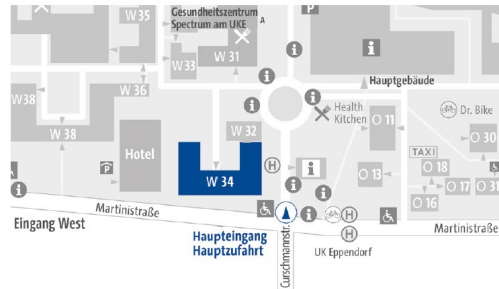 W 35
Gesundheitszentrum
Spectrum am UKE
A
P
W 31
i
W 33
i
i
i
W 36
Hauptgebäude
W38
i
i
Health
Kitchen
Dr. Bike
O 11
W 38
W 32
O 30
Hotel
TAXI
P
H
i
O 18
O 13
W 34
O 17
O 31
i
i
O 16
Martinistraße
i
i
H
Eingang West
Haupteingang
Hauptzufahrt
H
Martinistraße
UK Eppendorf
Curschmannstr.